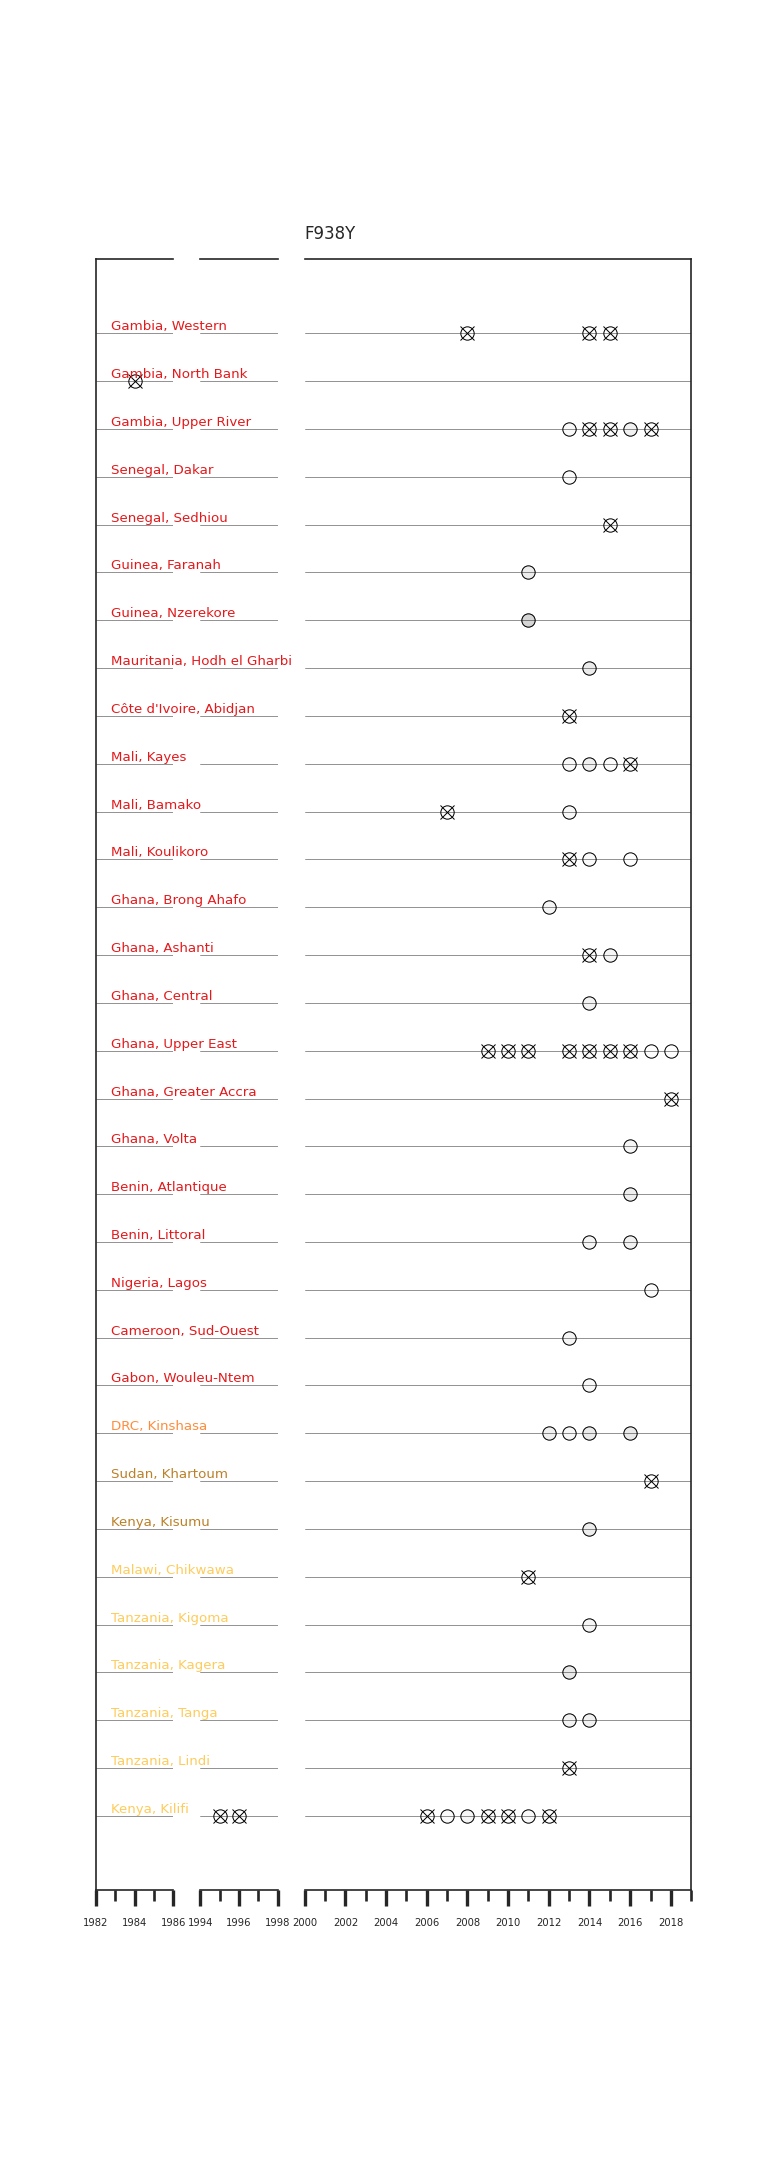 F938Y
Gambia, Western
Gambia, North Bank
Gambia, Upper River
Senegal, Dakar
Senegal, Sedhiou
Guinea, Faranah
Guinea, Nzerekore
Mauritania, Hodh el Gharbi
Côte d'Ivoire, Abidjan
Mali, Kayes
Mali, Bamako
Mali, Koulikoro
Ghana, Brong Ahafo
Ghana, Ashanti
Ghana, Central
Ghana, Upper East
Ghana, Greater Accra
Ghana, Volta
Benin, Atlantique
Benin, Littoral
Nigeria, Lagos
Cameroon, Sud-Ouest
Gabon, Wouleu-Ntem
DRC, Kinshasa
Sudan, Khartoum
Kenya, Kisumu
Malawi, Chikwawa
Tanzania, Kigoma
Tanzania, Kagera
Tanzania, Tanga
Tanzania, Lindi
Kenya, Kilifi
1982 1984 1986 1994 1996 1998 2000 2002 2004 2006 2008 2010 2012 2014 2016 2018